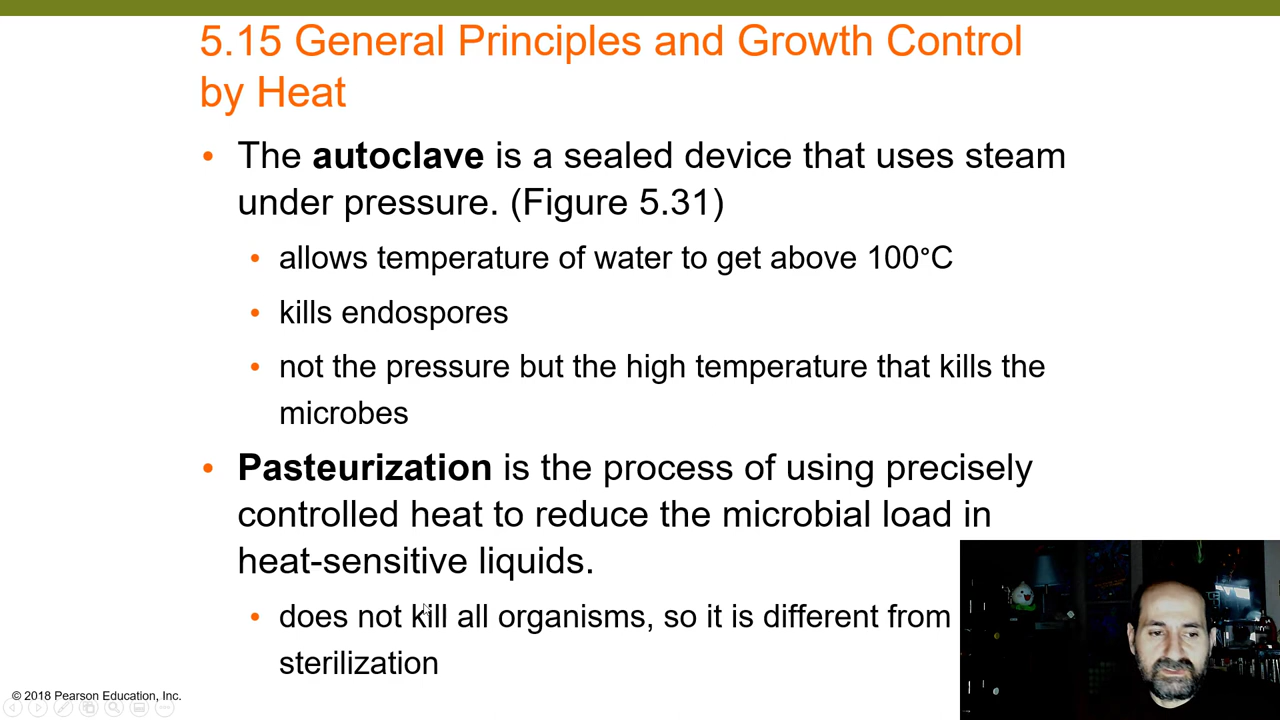 5.15 General Principles and Growth Control
by Heat
• The autoclave is a sealed device that uses steam
under pressure. (Figure 5.31)
• allows temperature of water to get above 100°C
• kills endospores
• not the pressure but the high temperature that kills the
microbes
• Pasteurization is the process of using precisely
controlled heat to reduce the microbial load in
heat-sensitive liquids.
• does not kill all organisms, so it is different from
sterilization
© 2018 Pearson Education, Inc.